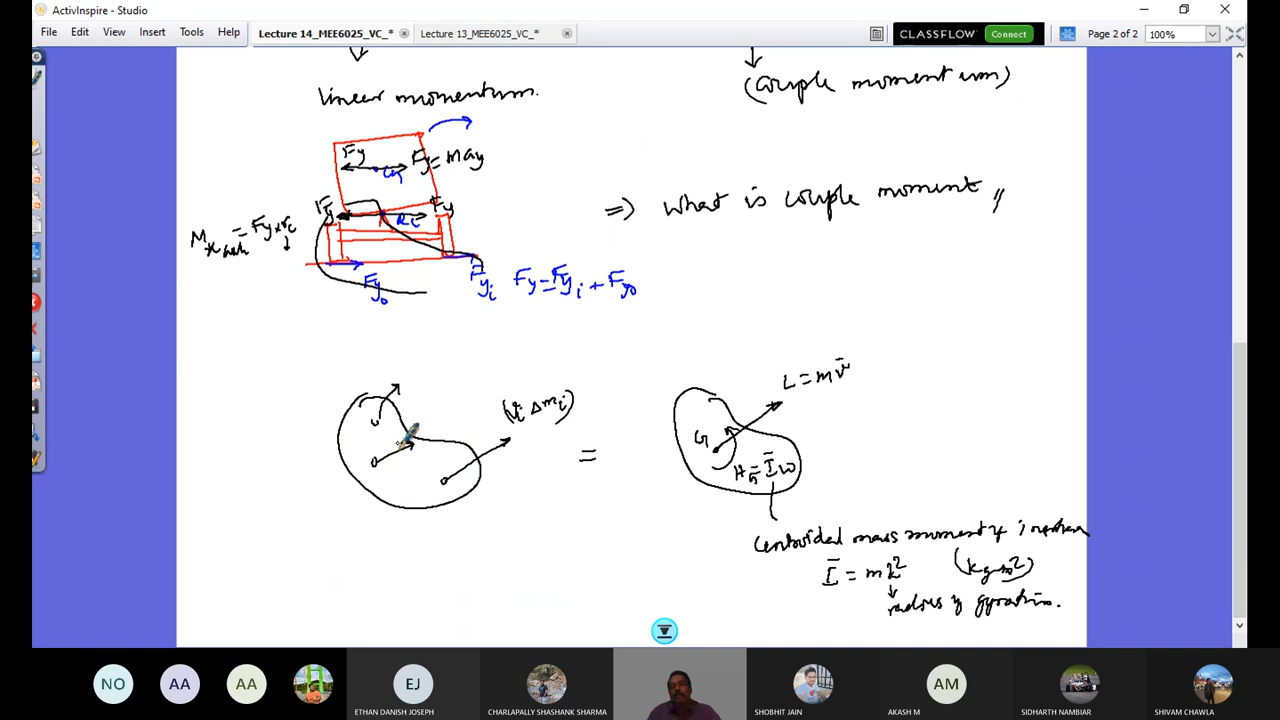 ActivInspire - Studio
File Edit View Insert Tools Help
Lecture 14_MEE6025_VC_* Lecture 13_MEE6025_VC_*
CLASSFLOW Connect
Page 2 of 2 100%
linear momentum.
(couple momentum)
Fy
Fy = may
Fy
Fy
RC
= Fy x rc
Fyo
Fyi
Fy = Fyi + Fyo
⇒ what is couple moment
(vi Δmi)
=
L = m v̄
G
HG = Īω
centroidal mass moment of inertia
Ī = mk² (kg m²)
radius of gyration.
NO AA AA EJ AM
ETHAN DANISH JOSEPH CHARLAPALLY SHASHANK SHARMA SHOBHIT JAIN AKASH M SIDHARTH NAMBIAR SHIVAM CHAWLA